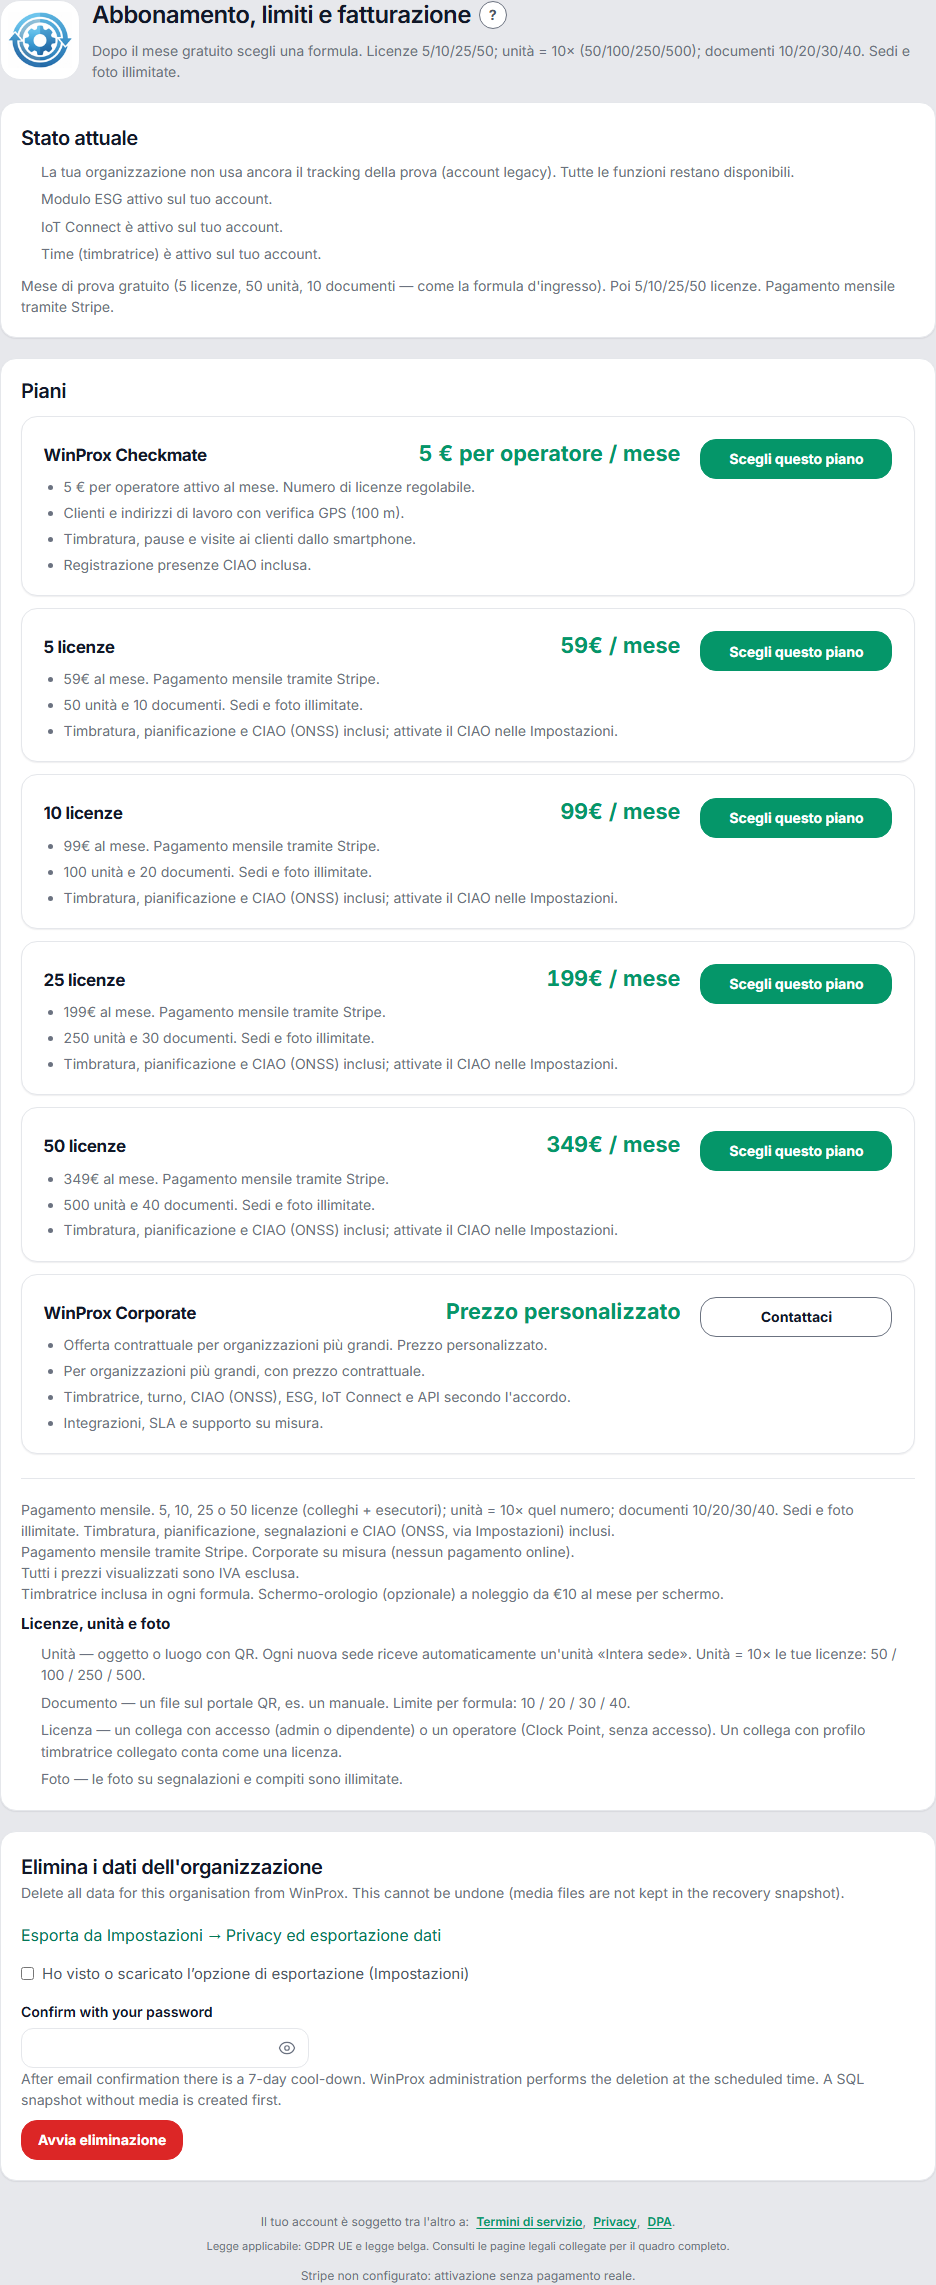 Abbonamento, limiti e fatturazione ?
Dopo il mese gratuito scegli una formula. Licenze 5/10/25/50; unità = 10× (50/100/250/500); documenti 10/20/30/40. Sedi e
foto illimitate.
Stato attuale
La tua organizzazione non usa ancora il tracking della prova (account legacy). Tutte le funzioni restano disponibili.
Modulo ESG attivo sul tuo account.
IoT Connect è attivo sul tuo account.
Time (timbratrice) è attivo sul tuo account.
Mese di prova gratuito (5 licenze, 50 unità, 10 documenti — come la formula d'ingresso). Poi 5/10/25/50 licenze. Pagamento mensile
tramite Stripe.
Piani
WinProx Checkmate 5 € per operatore / mese Scegli questo piano
• 5 € per operatore attivo al mese. Numero di licenze regolabile.
• Clienti e indirizzi di lavoro con verifica GPS (100 m).
• Timbratura, pause e visite ai clienti dallo smartphone.
• Registrazione presenze CIAO inclusa.
5 licenze 59€ / mese Scegli questo piano
• 59€ al mese. Pagamento mensile tramite Stripe.
• 50 unità e 10 documenti. Sedi e foto illimitate.
• Timbratura, pianificazione e CIAO (ONSS) inclusi; attivate il CIAO nelle Impostazioni.
10 licenze 99€ / mese Scegli questo piano
• 99€ al mese. Pagamento mensile tramite Stripe.
• 100 unità e 20 documenti. Sedi e foto illimitate.
• Timbratura, pianificazione e CIAO (ONSS) inclusi; attivate il CIAO nelle Impostazioni.
25 licenze 199€ / mese Scegli questo piano
• 199€ al mese. Pagamento mensile tramite Stripe.
• 250 unità e 30 documenti. Sedi e foto illimitate.
• Timbratura, pianificazione e CIAO (ONSS) inclusi; attivate il CIAO nelle Impostazioni.
50 licenze 349€ / mese Scegli questo piano
• 349€ al mese. Pagamento mensile tramite Stripe.
• 500 unità e 40 documenti. Sedi e foto illimitate.
• Timbratura, pianificazione e CIAO (ONSS) inclusi; attivate il CIAO nelle Impostazioni.
WinProx Corporate Prezzo personalizzato Contattaci
• Offerta contrattuale per organizzazioni più grandi. Prezzo personalizzato.
• Per organizzazioni più grandi, con prezzo contrattuale.
• Timbratrice, turno, CIAO (ONSS), ESG, IoT Connect e API secondo l'accordo.
• Integrazioni, SLA e supporto su misura.
Pagamento mensile. 5, 10, 25 o 50 licenze (colleghi + esecutori); unità = 10× quel numero; documenti 10/20/30/40. Sedi e foto
illimitate. Timbratura, pianificazione, segnalazioni e CIAO (ONSS, via Impostazioni) inclusi.
Pagamento mensile tramite Stripe. Corporate su misura (nessun pagamento online).
Tutti i prezzi visualizzati sono IVA esclusa.
Timbratrice inclusa in ogni formula. Schermo-orologio (opzionale) a noleggio da €10 al mese per schermo.
Licenze, unità e foto
Unità — oggetto o luogo con QR. Ogni nuova sede riceve automaticamente un'unità «Intera sede». Unità = 10× le tue licenze: 50 /
100 / 250 / 500.
Documento — un file sul portale QR, es. un manuale. Limite per formula: 10 / 20 / 30 / 40.
Licenza — un collega con accesso (admin o dipendente) o un operatore (Clock Point, senza accesso). Un collega con profilo
timbratrice collegato conta come una licenza.
Foto — le foto su segnalazioni e compiti sono illimitate.
Elimina i dati dell'organizzazione
Delete all data for this organisation from WinProx. This cannot be undone (media files are not kept in the recovery snapshot).
Esporta da Impostazioni → Privacy ed esportazione dati
Ho visto o scaricato l’opzione di esportazione (Impostazioni)
Confirm with your password
After email confirmation there is a 7-day cool-down. WinProx administration performs the deletion at the scheduled time. A SQL
snapshot without media is created first.
Avvia eliminazione
Il tuo account è soggetto tra l'altro a: Termini di servizio, Privacy, DPA.
Legge applicabile: GDPR UE e legge belga. Consulti le pagine legali collegate per il quadro completo.
Stripe non configurato: attivazione senza pagamento reale.